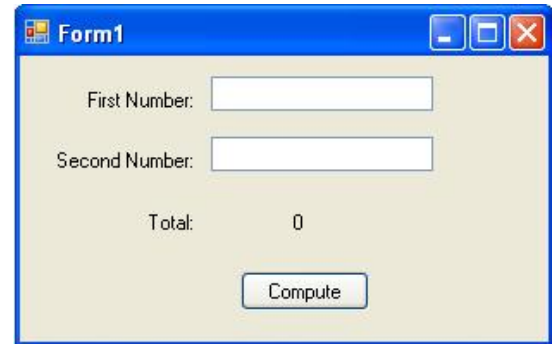 Form1
First Number:
Second Number:
Total: 0
Compute